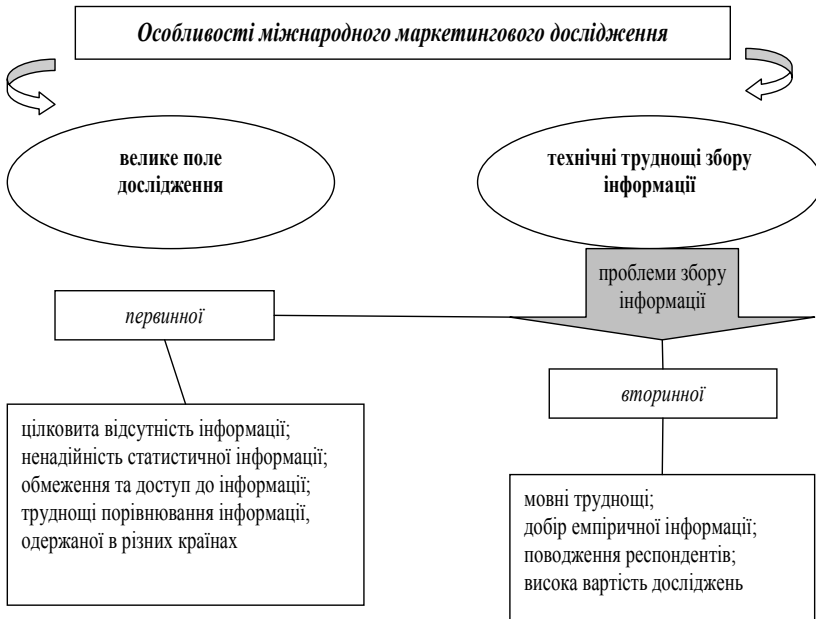 Особливості міжнародного маркетингового дослідження
велике поле
дослідження
технічні труднощі збору
інформації
проблеми збору
інформації
первинної
вторинної
цілковита відсутність інформації;
ненадійність статистичної інформації;
обмеження та доступ до інформації;
труднощі порівнювання інформації,
одержаної в різних країнах
мовні труднощі;
добір емпіричної інформації;
поводження респондентів;
висока вартість досліджень